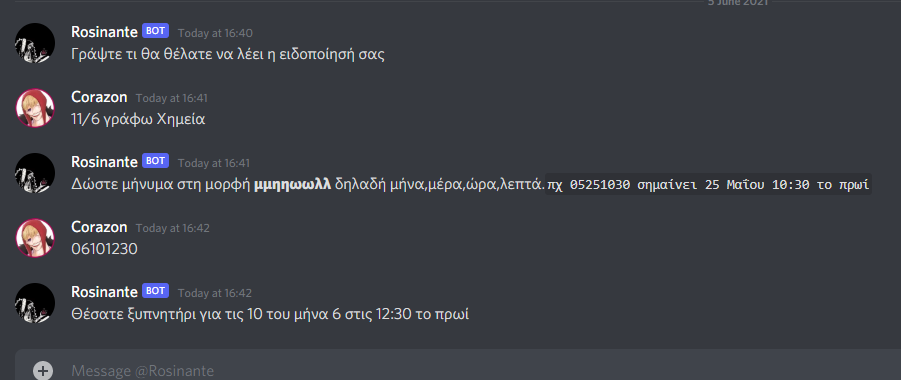 5 June 2021
Rosinante BOT Today at 16:40
Γράψτε τι θα θέλατε να λέει η ειδοποίησή σας
Corazon Today at 16:41
11/6 γράφω Χημεία
Rosinante BOT Today at 16:41
Δώστε μήνυμα στη μορφή μμηηωωλλ δηλαδή μήνα,μέρα,ώρα,λεπτά. πχ 05251030 σημαίνει 25 Μαΐου 10:30 το πρωί
Corazon Today at 16:42
06101230
Rosinante BOT Today at 16:42
Θέσατε ξυπνητήρι για τις 10 του μήνα 6 στις 12:30 το πρωί
Message @Rosinante